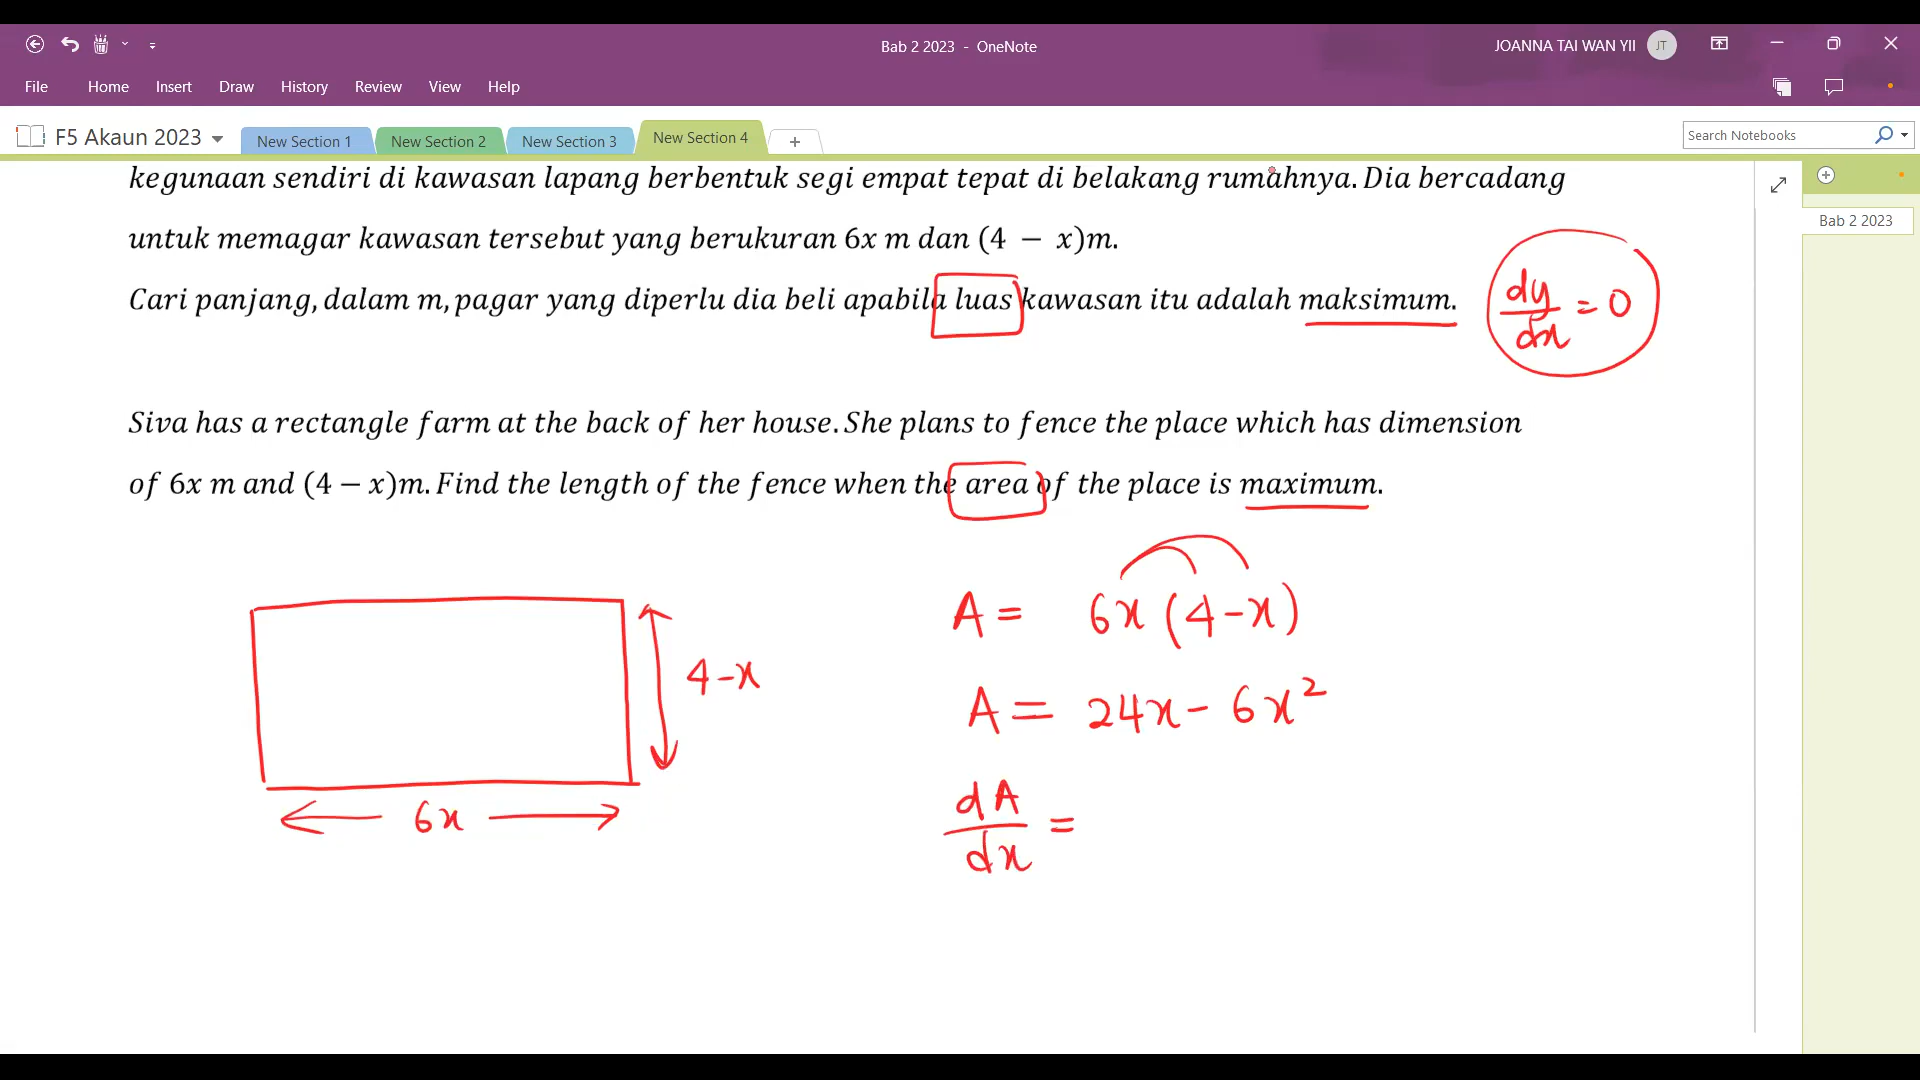 Bab 2 2023 - OneNote
JOANNA TAI WAN YII
JT
File Home Insert Draw History Review View Help
F5 Akaun 2023
New Section 1
New Section 2
New Section 3
New Section 4
+
Search Notebooks
Bab 2 2023
kegunaan sendiri di kawasan lapang berbentuk segi empat tepat di belakang rumahnya. Dia bercadang
untuk memagar kawasan tersebut yang berukuran 6x m dan (4 − x)m.
Cari panjang, dalam m, pagar yang diperlu dia beli apabila luas kawasan itu adalah maksimum.
dy/dx = 0
Siva has a rectangle farm at the back of her house. She plans to fence the place which has dimension
of 6x m and (4 − x)m. Find the length of the fence when the area of the place is maximum.
4-x
6x
A = 6x (4-x)
A = 24x - 6x²
dA/dx =